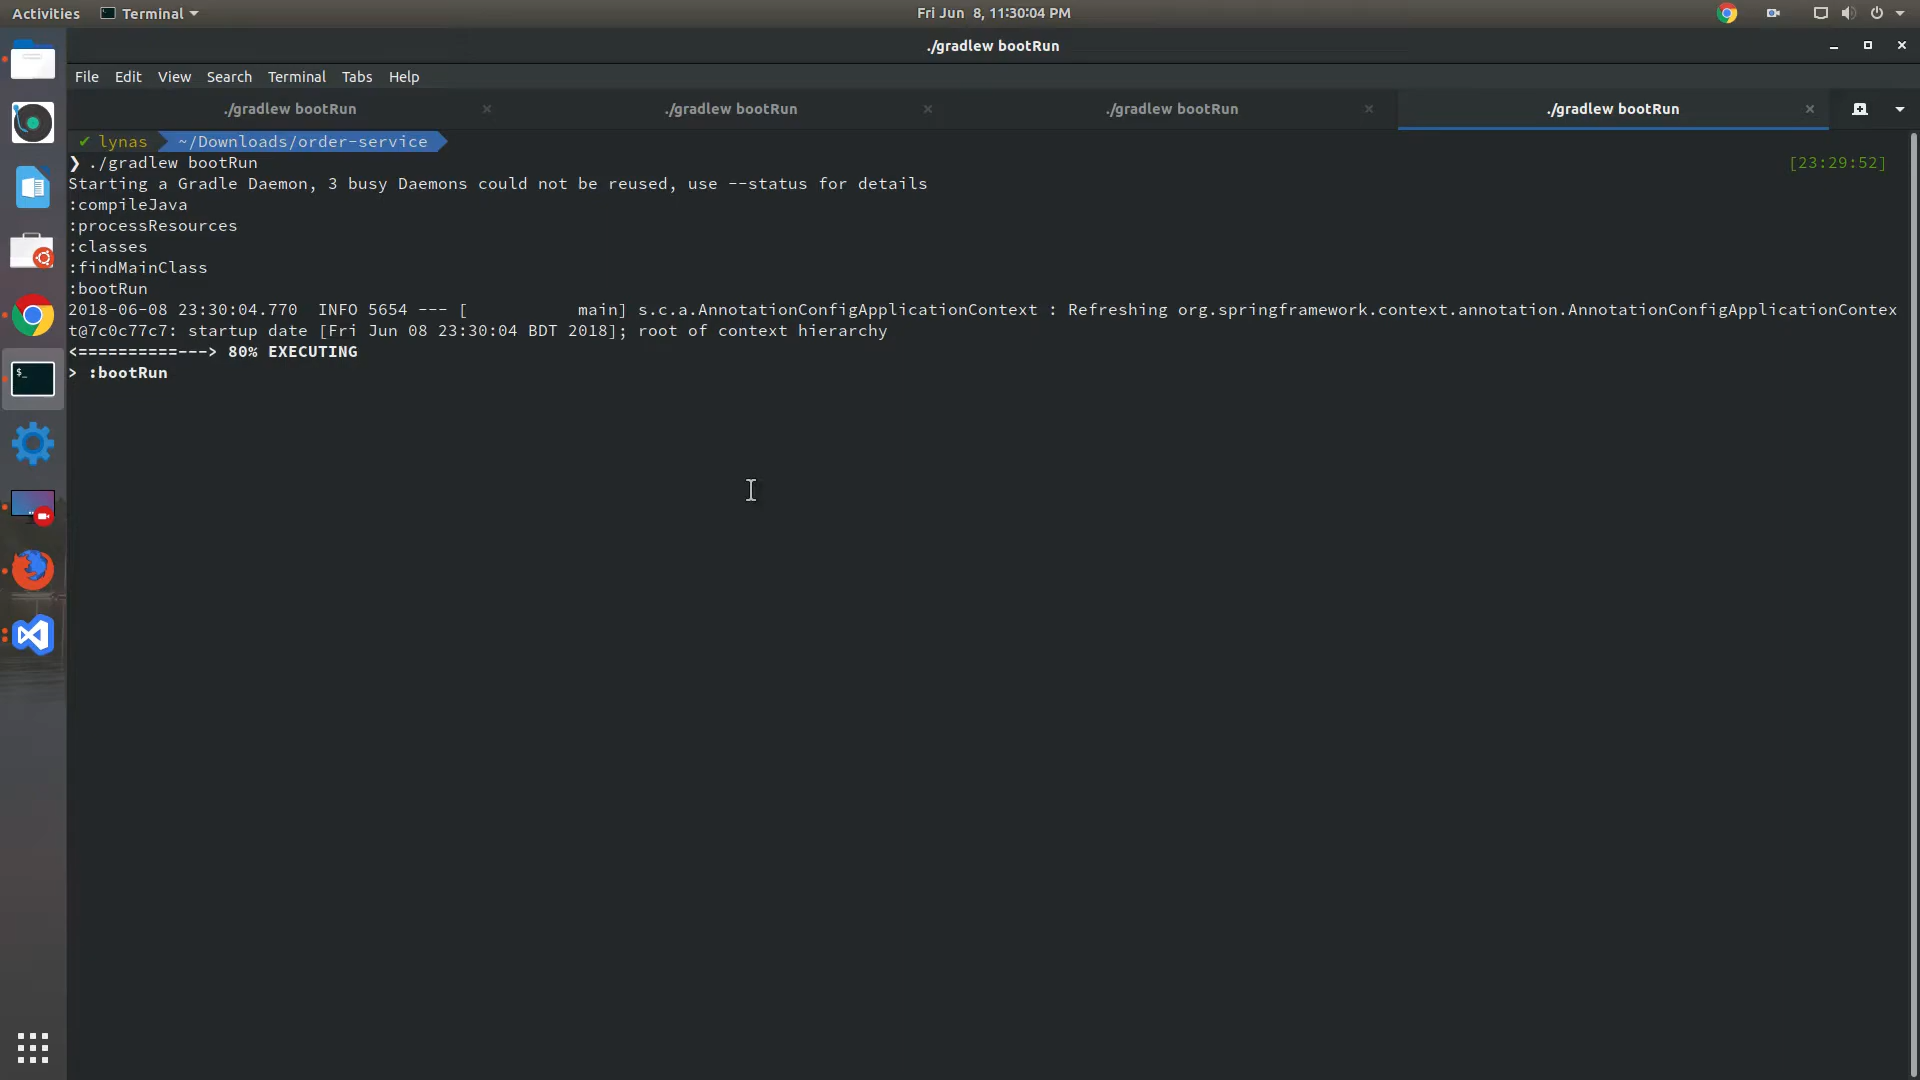 Activities Terminal Fri Jun  8, 11:30:04 PM
./gradlew bootRun
File Edit View Search Terminal Tabs Help
./gradlew bootRun ./gradlew bootRun ./gradlew bootRun ./gradlew bootRun
✔ lynas ~/Downloads/order-service
❯ ./gradlew bootRun [23:29:52]
Starting a Gradle Daemon, 3 busy Daemons could not be reused, use --status for details
:compileJava
:processResources
:classes
:findMainClass
:bootRun
2018-06-08 23:30:04.770  INFO 5654 --- [           main] s.c.a.AnnotationConfigApplicationContext : Refreshing org.springframework.context.annotation.AnnotationConfigApplicationContex
t@7c0c77c7: startup date [Fri Jun 08 23:30:04 BDT 2018]; root of context hierarchy
<==========---> 80% EXECUTING
> :bootRun